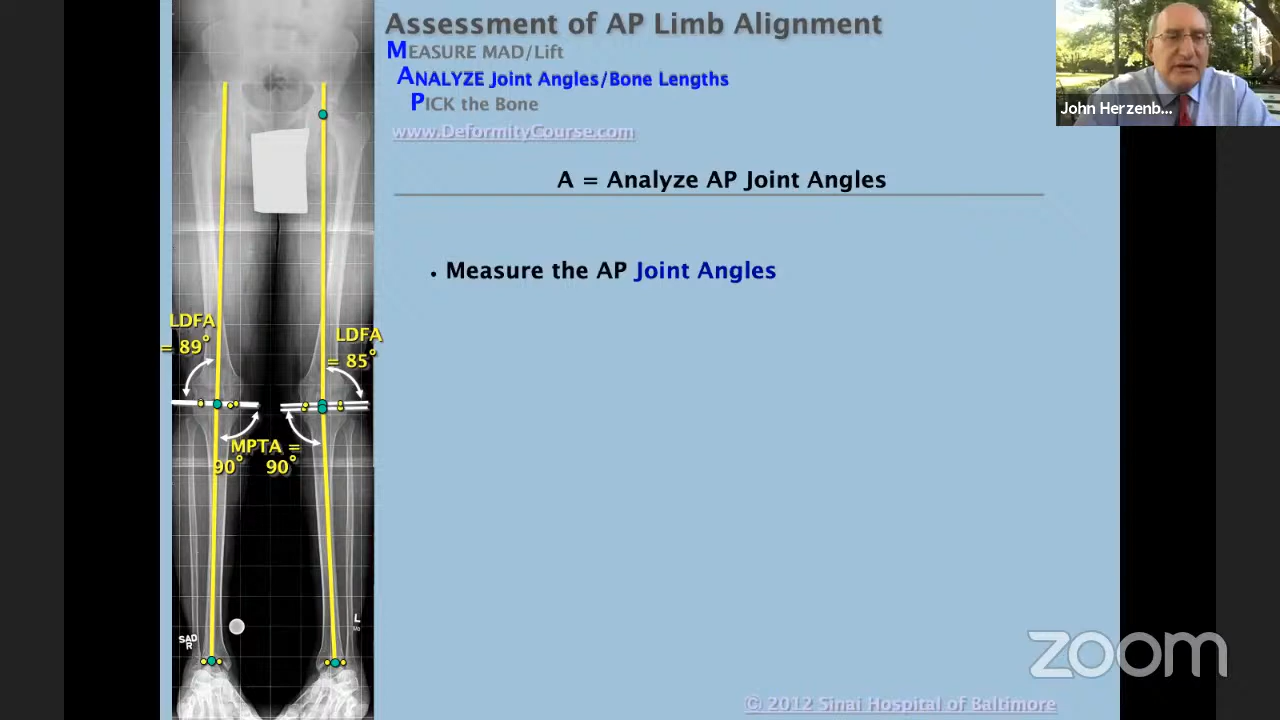 Assessment of AP Limb Alignment
MEASURE MAD/Lift
ANALYZE Joint Angles/Bone Lengths
PICK the Bone
www.DeformityCourse.com
John Herzenb...
A = Analyze AP Joint Angles
• Measure the AP Joint Angles
LDFA
= 89°
LDFA
= 85°
MPTA =
90° 90°
SAD
R
L
zoom
© 2012 Sinai Hospital of Baltimore